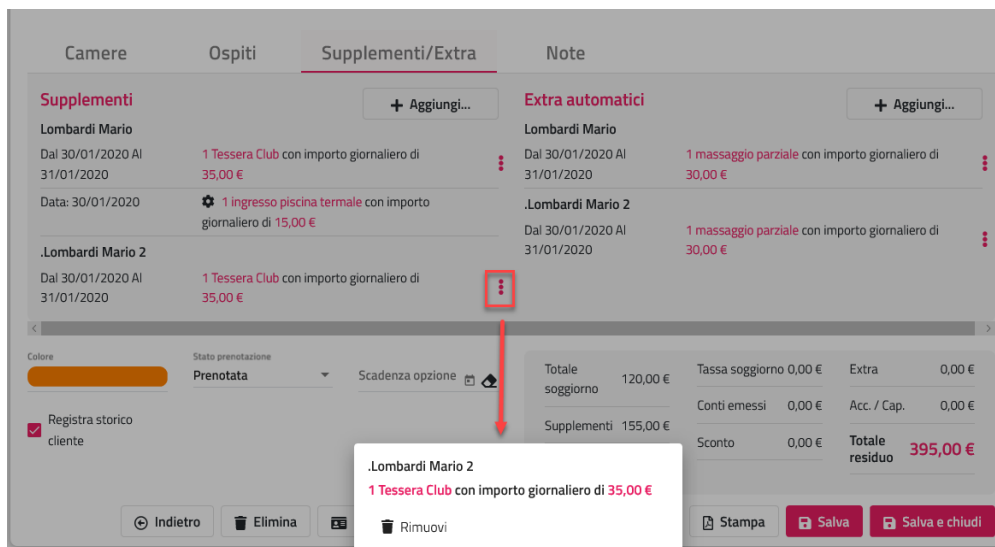 Camere
Ospiti
Supplementi/Extra
Note
Supplementi
+ Aggiungi...
Lombardi Mario
Dal 30/01/2020 Al
31/01/2020
1 Tessera Club con importo giornaliero di
35,00 €
Data: 30/01/2020
1 ingresso piscina termale con importo
giornaliero di 15,00 €
.Lombardi Mario 2
Dal 30/01/2020 Al
31/01/2020
1 Tessera Club con importo giornaliero di
35,00 €
Extra automatici
+ Aggiungi...
Lombardi Mario
Dal 30/01/2020 Al
31/01/2020
1 massaggio parziale con importo giornaliero di
30,00 €
.Lombardi Mario 2
Dal 30/01/2020 Al
31/01/2020
1 massaggio parziale con importo giornaliero di
30,00 €
Colore
Stato prenotazione
Prenotata
Scadenza opzione
Registra storico
cliente
Totale
soggiorno
120,00 €
Supplementi 155,00 €
Tassa soggiorno 0,00 €
Conti emessi 0,00 €
Sconto 0,00 €
Extra 0,00 €
Acc. / Cap. 0,00 €
Totale
residuo
395,00 €
.Lombardi Mario 2
1 Tessera Club con importo giornaliero di 35,00 €
Rimuovi
Indietro
Elimina
Stampa
Salva
Salva e chiudi